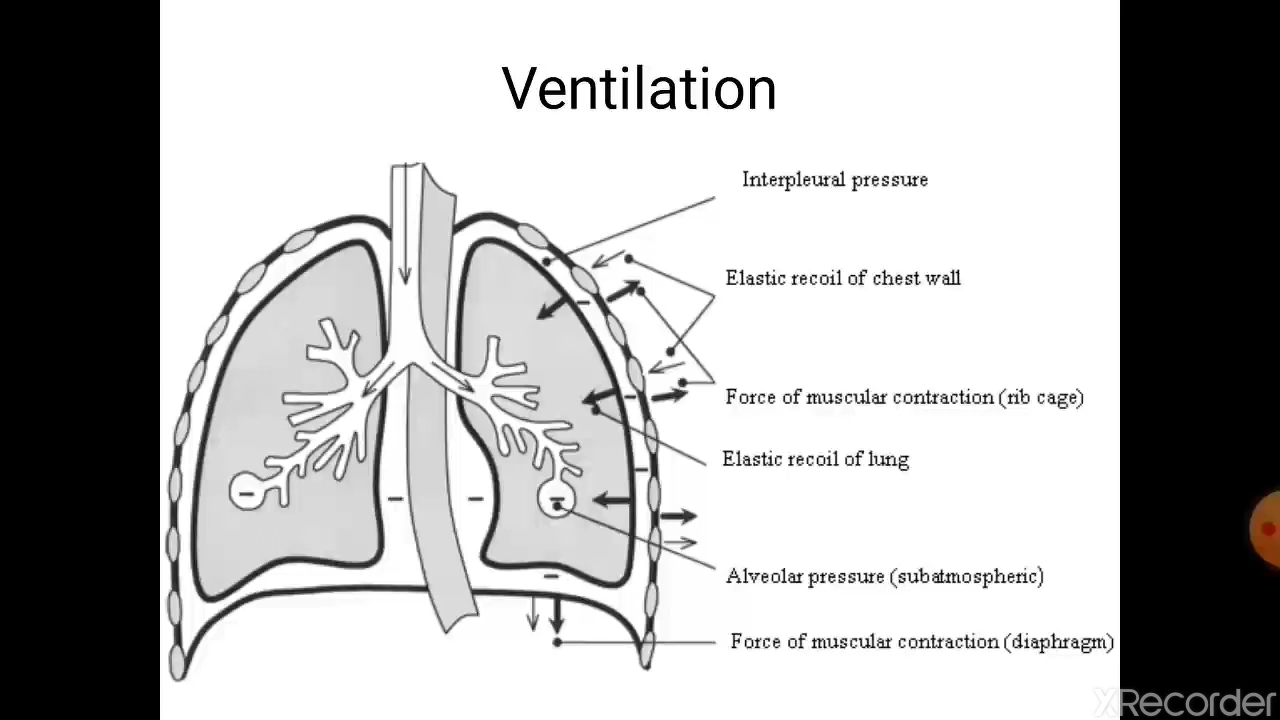 Ventilation
Interpleural pressure
Elastic recoil of chest wall
Force of muscular contraction (rib cage)
Elastic recoil of lung
Alveolar pressure (subatmospheric)
Force of muscular contraction (diaphragm)
XRecorder